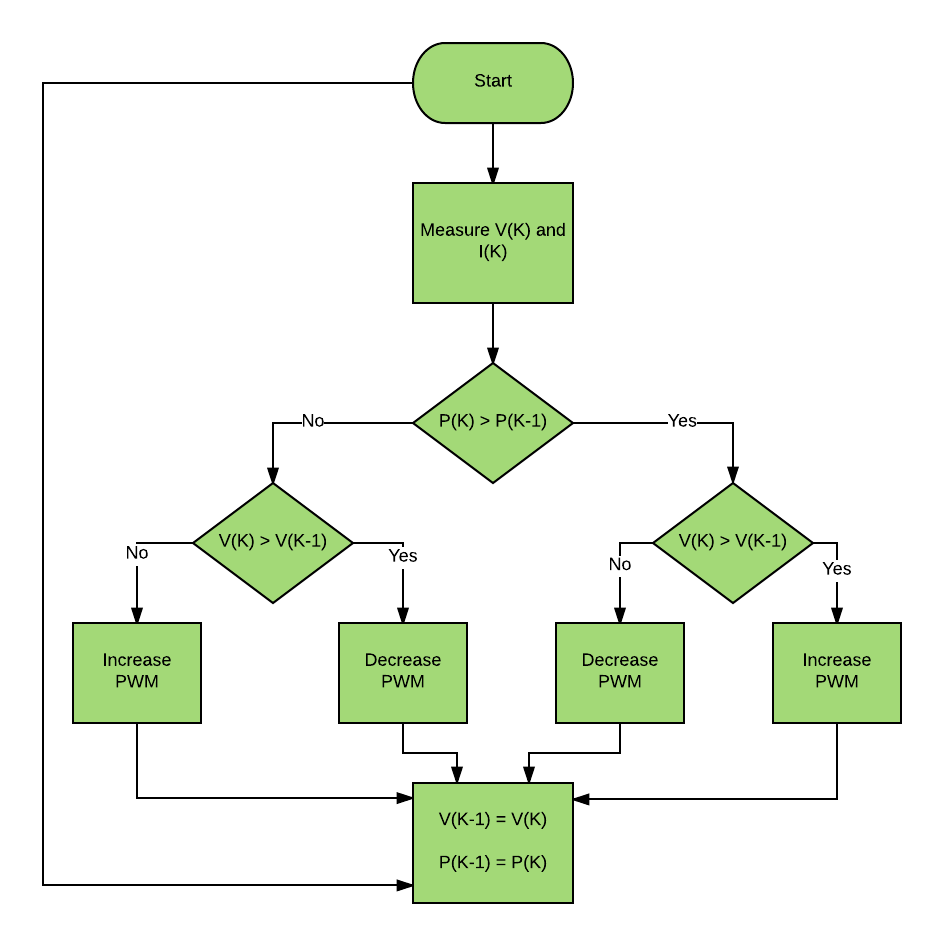 Start
Measure V(K) and
I(K)
P(K) > P(K-1)
No
Yes
V(K) > V(K-1)
V(K) > V(K-1)
No
Yes
No
Yes
Increase
PWM
Decrease
PWM
Decrease
PWM
Increase
PWM
V(K-1) = V(K)
P(K-1) = P(K)